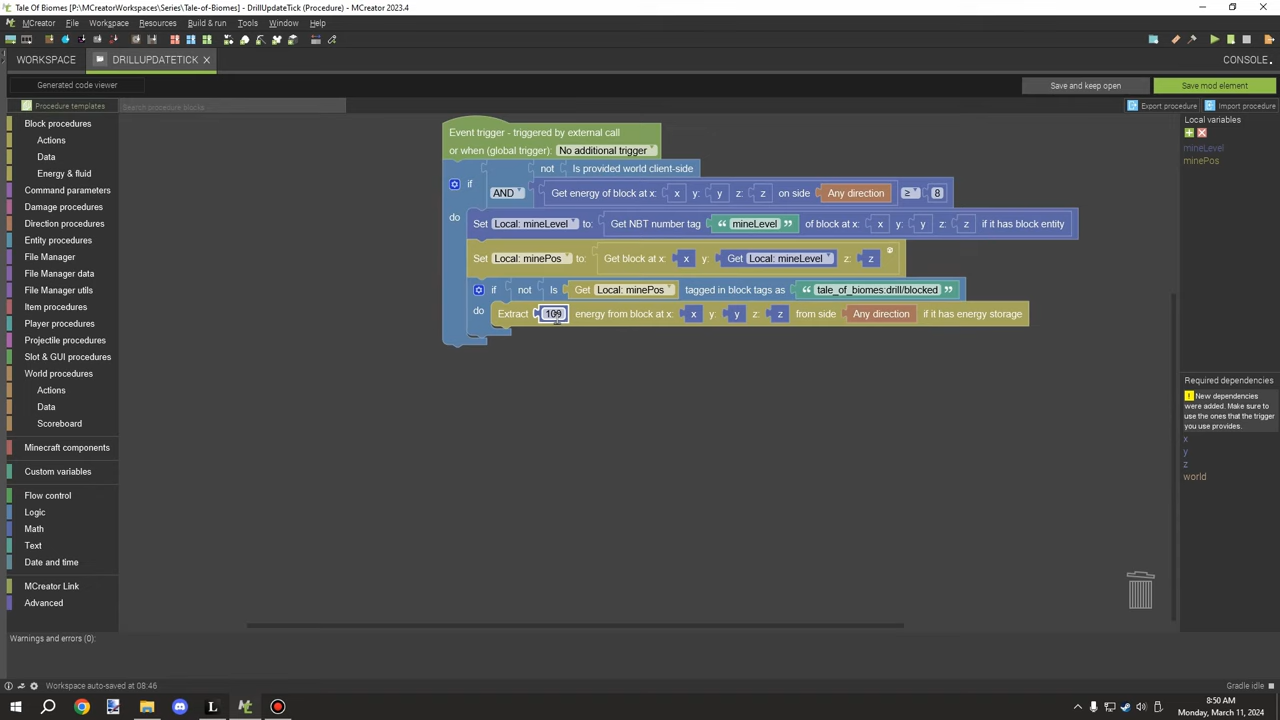 Tale Of Biomes [P:\MCreatorWorkspaces\Series\Tale-of-Biomes] - DrillUpdateTick (Procedure) - MCreator 2023.4
MCreator File Workspace Resources Build & run Tools Window Help
WORKSPACE DRILLUPDATETICK CONSOLE
Generated code viewer Save and keep open Save mod element
Procedure templates Search procedure blocks Export procedure Import procedure
Block procedures
Actions
Data
Energy & fluid
Command parameters
Damage procedures
Direction procedures
Entity procedures
File Manager
File Manager data
File Manager utils
Item procedures
Player procedures
Projectile procedures
Slot & GUI procedures
World procedures
Actions
Data
Scoreboard
Minecraft components
Custom variables
Flow control
Logic
Math
Text
Date and time
MCreator Link
Advanced
Event trigger - triggered by external call
or when (global trigger): No additional trigger
not Is provided world client-side
if AND Get energy of block at x: x y: y z: z on side Any direction ≥ 8
do Set Local: mineLevel to: Get NBT number tag “ mineLevel ” of block at x: x y: y z: z if it has block entity
Set Local: minePos to: Get block at x: x y: Get Local: mineLevel z: z
if not Is Get Local: minePos tagged in block tags as “ tale_of_biomes:drill/blocked ”
do Extract 109 energy from block at x: x y: y z: z from side Any direction if it has energy storage
Local variables
mineLevel
minePos
Required dependencies
! New dependencies
were added. Make sure to
use the ones that the trigger
you use provides.
x
y
z
world
Warnings and errors (0):
Workspace auto-saved at 08:46 Gradle idle
8:50 AM
Monday, March 11, 2024